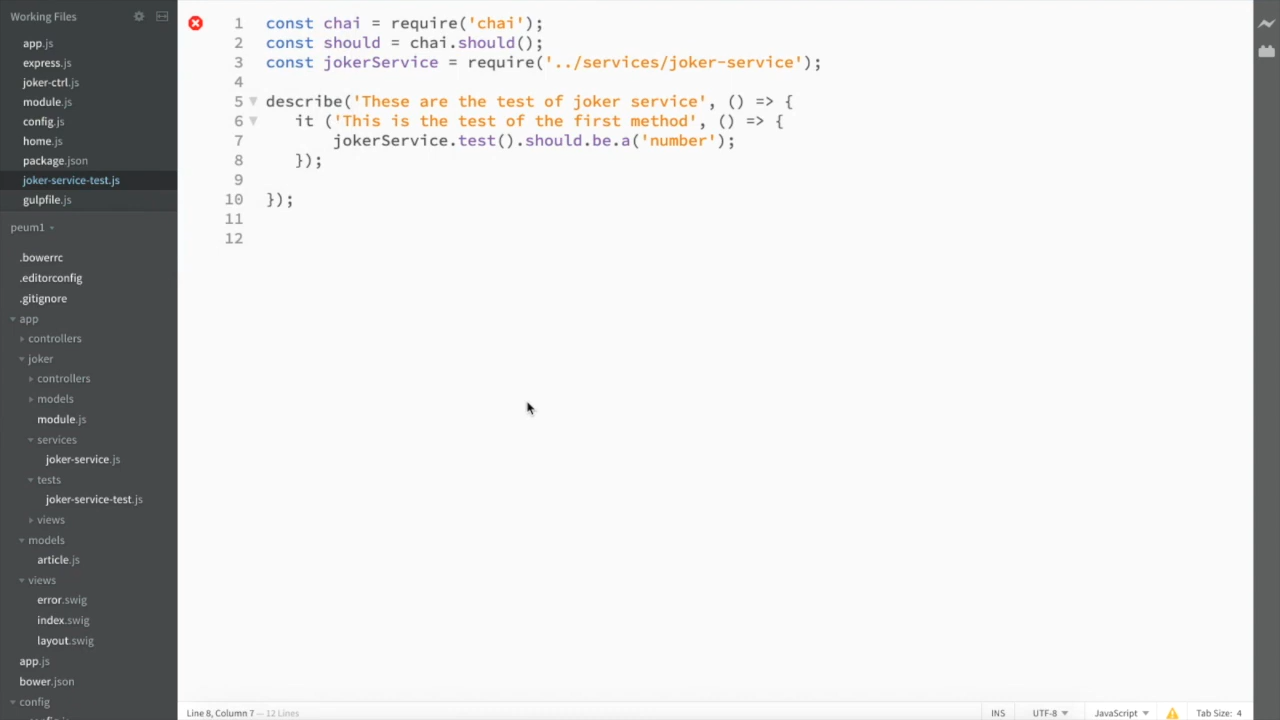 Working Files
app.js
express.js
joker-ctrl.js
module.js
config.js
home.js
package.json
joker-service-test.js
gulpfile.js
peum1
.bowerrc
.editorconfig
.gitignore
app
controllers
joker
controllers
models
module.js
services
joker-service.js
tests
joker-service-test.js
views
models
article.js
views
error.swig
index.swig
layout.swig
app.js
bower.json
config
1 const chai = require('chai');
2 const should = chai.should();
3 const jokerService = require('../services/joker-service');
4
5 describe('These are the test of joker service', () => {
6 it ('This is the test of the first method', () => {
7 jokerService.test().should.be.a('number');
8 });
9
10 });
11
12
Line 8, Column 7 — 12 Lines
INS UTF-8 JavaScript Tab Size: 4